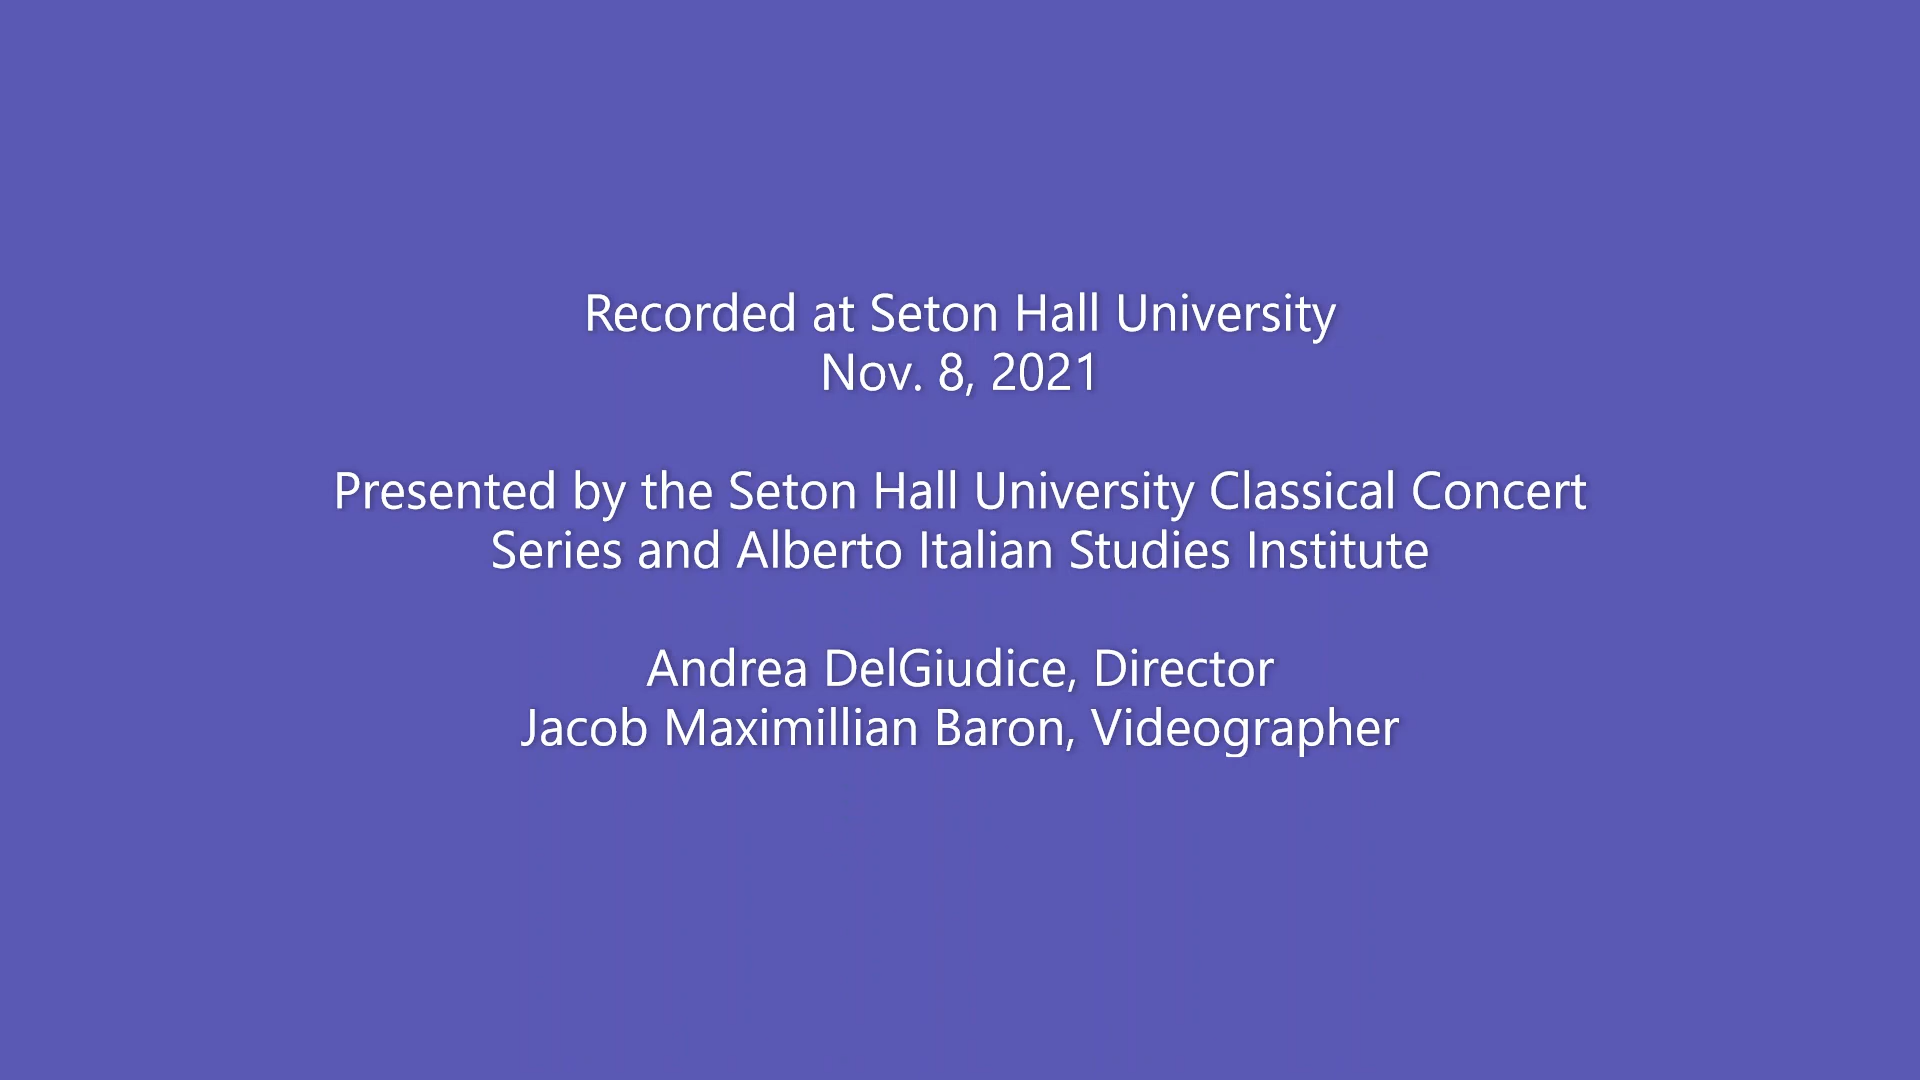 Recorded at Seton Hall University
Nov. 8, 2021
Presented by the Seton Hall University Classical Concert
Series and Alberto Italian Studies Institute
Andrea DelGiudice, Director
Jacob Maximillian Baron, Videographer